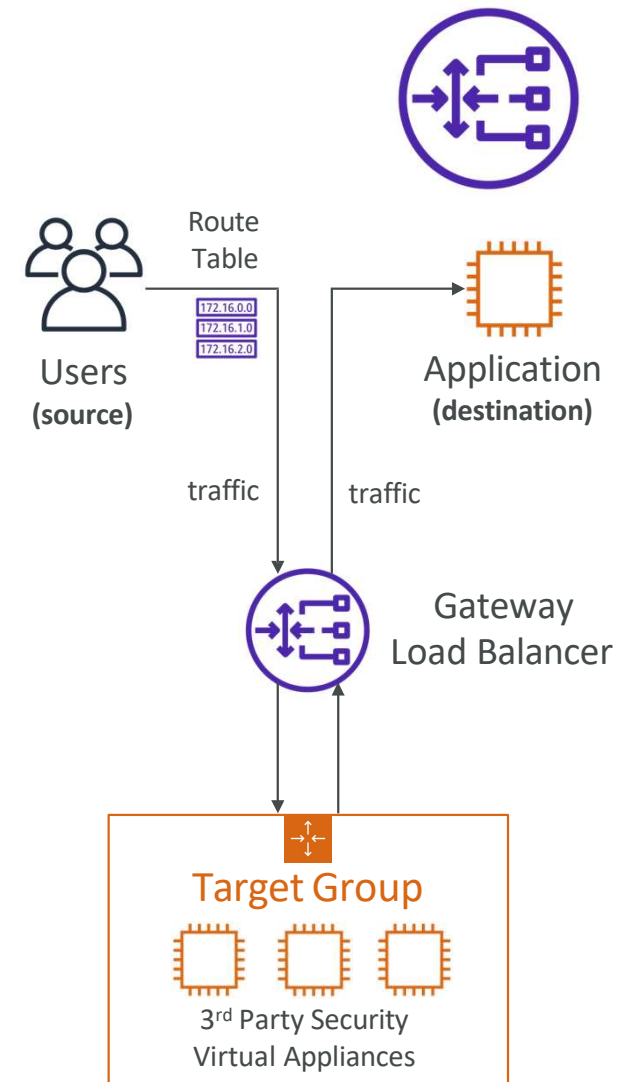 Route
Table
172.16.0.0
172.16.1.0
172.16.2.0
Users
(source)
Application
(destination)
traffic
traffic
Gateway
Load Balancer
Target Group
3rd Party Security
Virtual Appliances